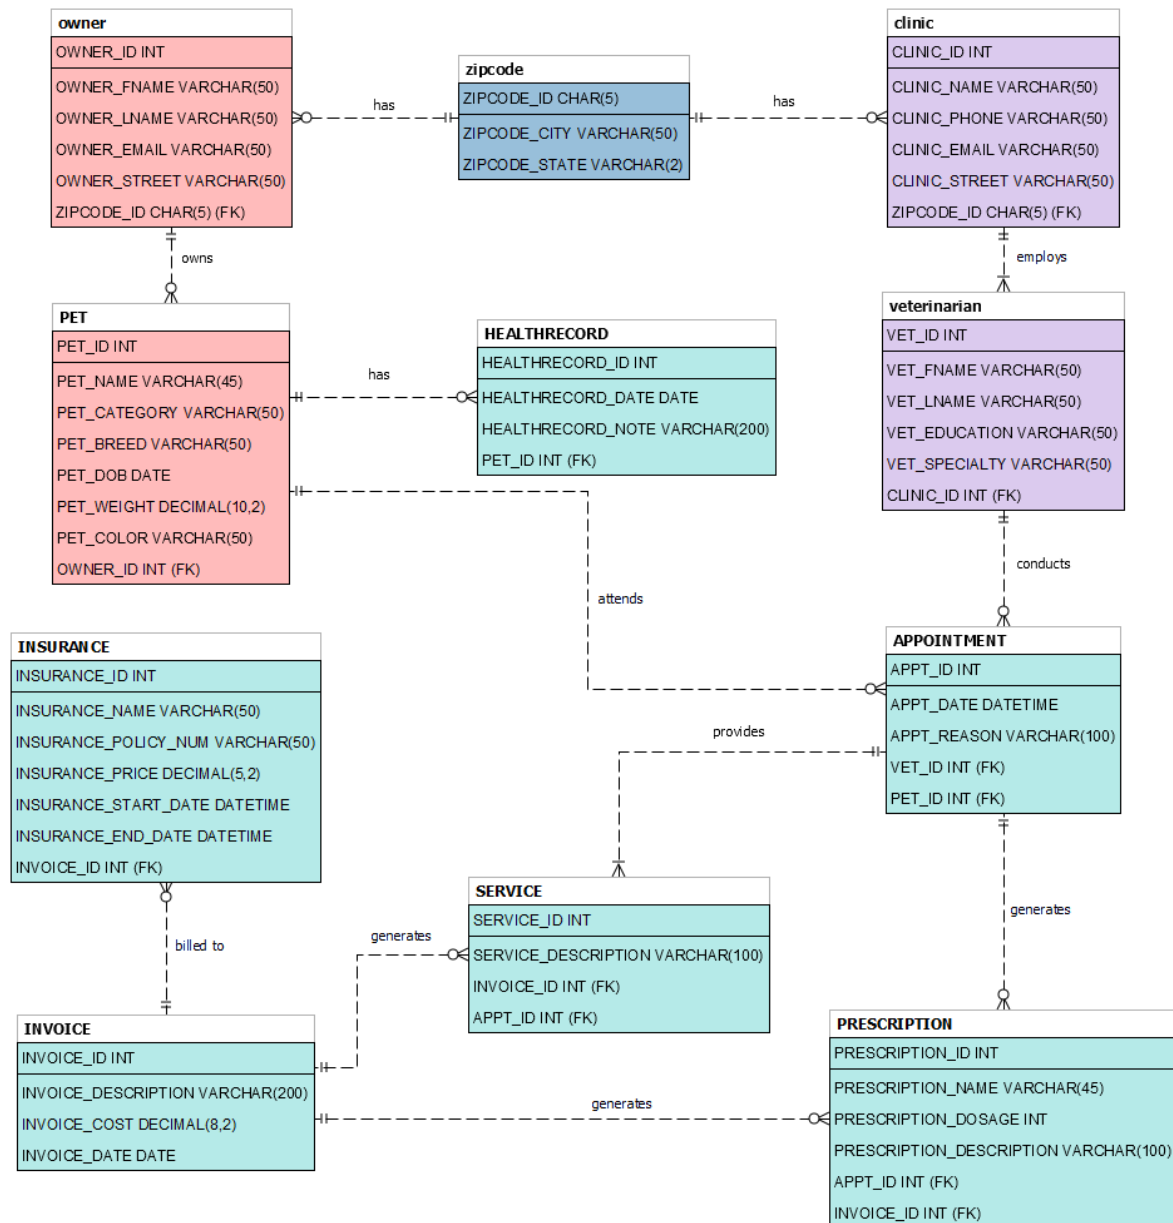 owner
OWNER_ID INT
OWNER_FNAME VARCHAR(50)
OWNER_LNAME VARCHAR(50)
OWNER_EMAIL VARCHAR(50)
OWNER_STREET VARCHAR(50)
ZIPCODE_ID CHAR(5) (FK)
has
zipcode
ZIPCODE_ID CHAR(5)
ZIPCODE_CITY VARCHAR(50)
ZIPCODE_STATE VARCHAR(2)
has
clinic
CLINIC_ID INT
CLINIC_NAME VARCHAR(50)
CLINIC_PHONE VARCHAR(50)
CLINIC_EMAIL VARCHAR(50)
CLINIC_STREET VARCHAR(50)
ZIPCODE_ID CHAR(5) (FK)
owns
employs
PET
PET_ID INT
PET_NAME VARCHAR(45)
PET_CATEGORY VARCHAR(50)
PET_BREED VARCHAR(50)
PET_DOB DATE
PET_WEIGHT DECIMAL(10,2)
PET_COLOR VARCHAR(50)
OWNER_ID INT (FK)
has
HEALTHRECORD
HEALTHRECORD_ID INT
HEALTHRECORD_DATE DATE
HEALTHRECORD_NOTE VARCHAR(200)
PET_ID INT (FK)
veterinarian
VET_ID INT
VET_FNAME VARCHAR(50)
VET_LNAME VARCHAR(50)
VET_EDUCATION VARCHAR(50)
VET_SPECIALTY VARCHAR(50)
CLINIC_ID INT (FK)
conducts
attends
INSURANCE
INSURANCE_ID INT
INSURANCE_NAME VARCHAR(50)
INSURANCE_POLICY_NUM VARCHAR(50)
INSURANCE_PRICE DECIMAL(5,2)
INSURANCE_START_DATE DATETIME
INSURANCE_END_DATE DATETIME
INVOICE_ID INT (FK)
APPOINTMENT
APPT_ID INT
APPT_DATE DATETIME
APPT_REASON VARCHAR(100)
VET_ID INT (FK)
PET_ID INT (FK)
provides
billed to
generates
SERVICE
SERVICE_ID INT
SERVICE_DESCRIPTION VARCHAR(100)
INVOICE_ID INT (FK)
APPT_ID INT (FK)
generates
INVOICE
INVOICE_ID INT
INVOICE_DESCRIPTION VARCHAR(200)
INVOICE_COST DECIMAL(8,2)
INVOICE_DATE DATE
generates
PRESCRIPTION
PRESCRIPTION_ID INT
PRESCRIPTION_NAME VARCHAR(45)
PRESCRIPTION_DOSAGE INT
PRESCRIPTION_DESCRIPTION VARCHAR(100)
APPT_ID INT (FK)
INVOICE_ID INT (FK)